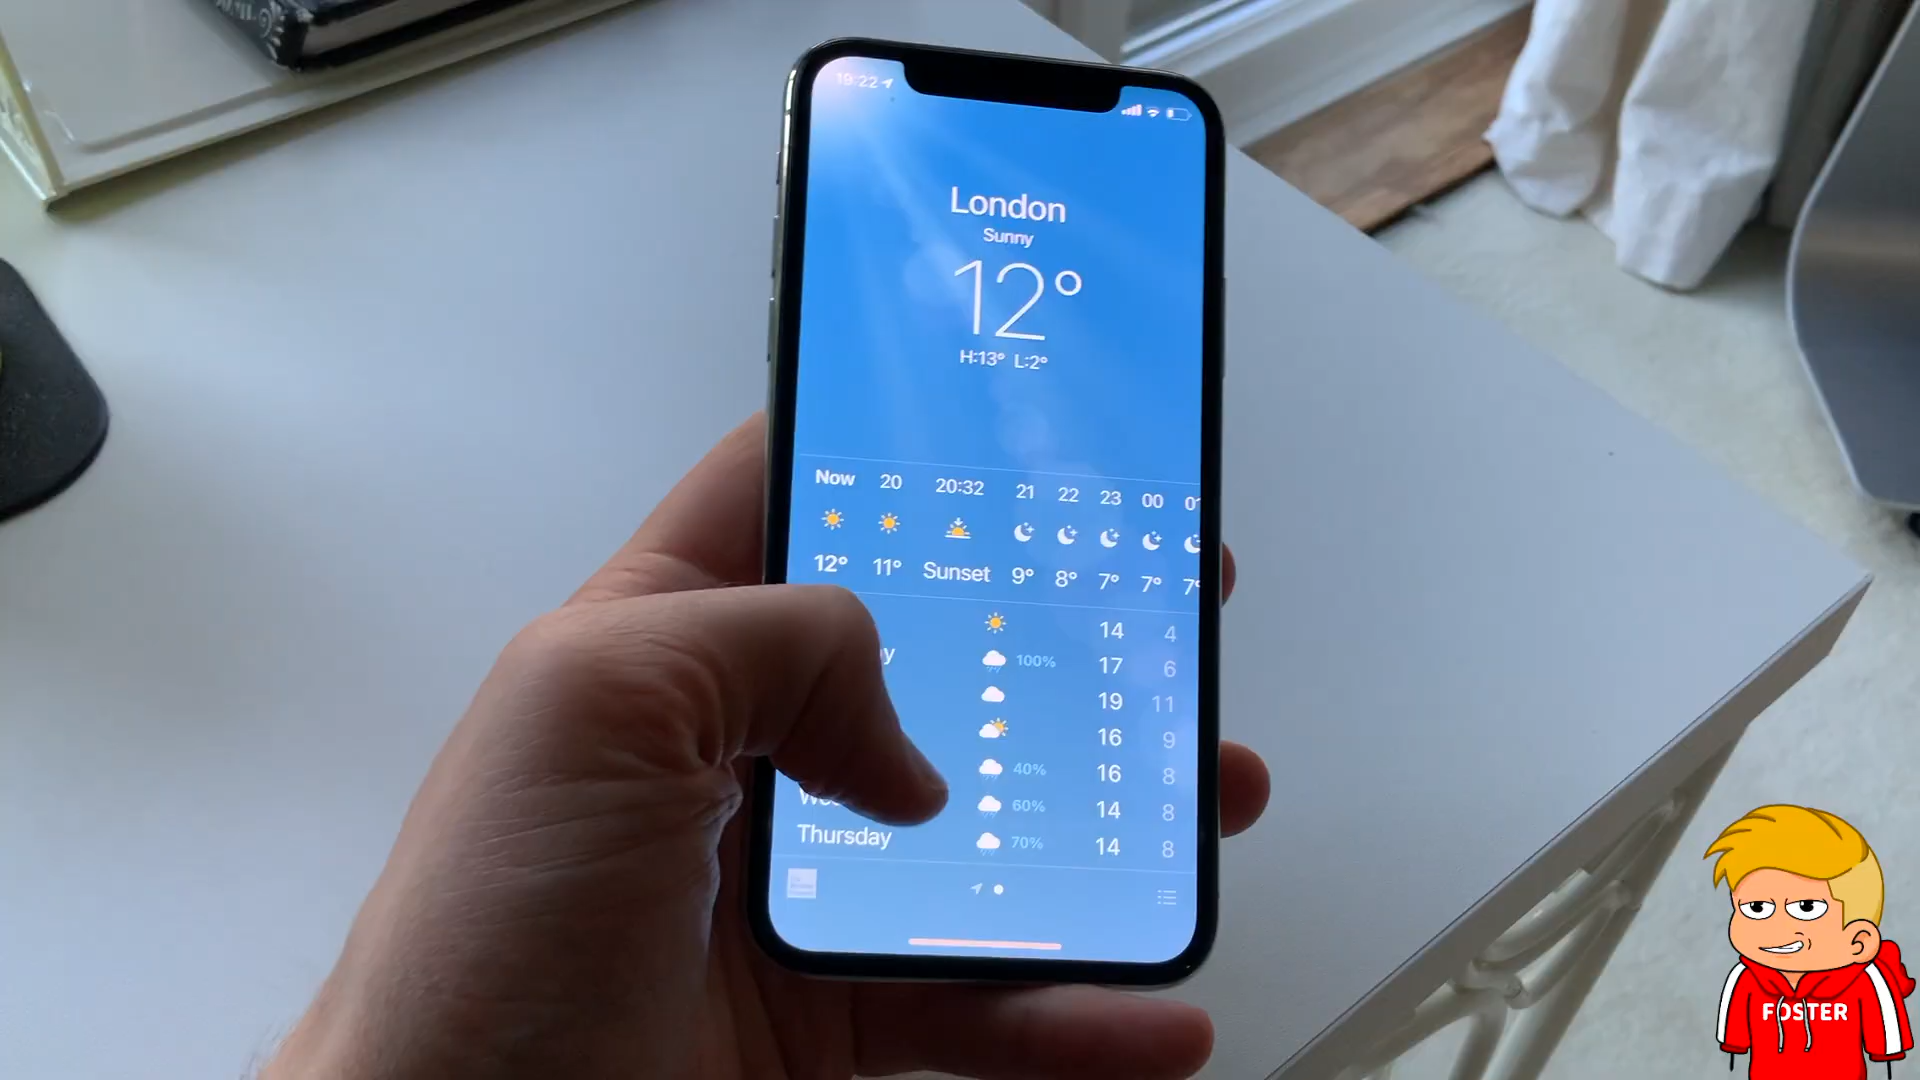 19:22
London
Sunny
12°
H:13° L:2°
Now 20 20:32 21 22 23 00
12° 11° Sunset 9° 8° 7° 7° 7°
14 4
100% 17 6
19 11
16 9
40% 16 8
60% 14 8
Thursday 70% 14 8
FOSTER